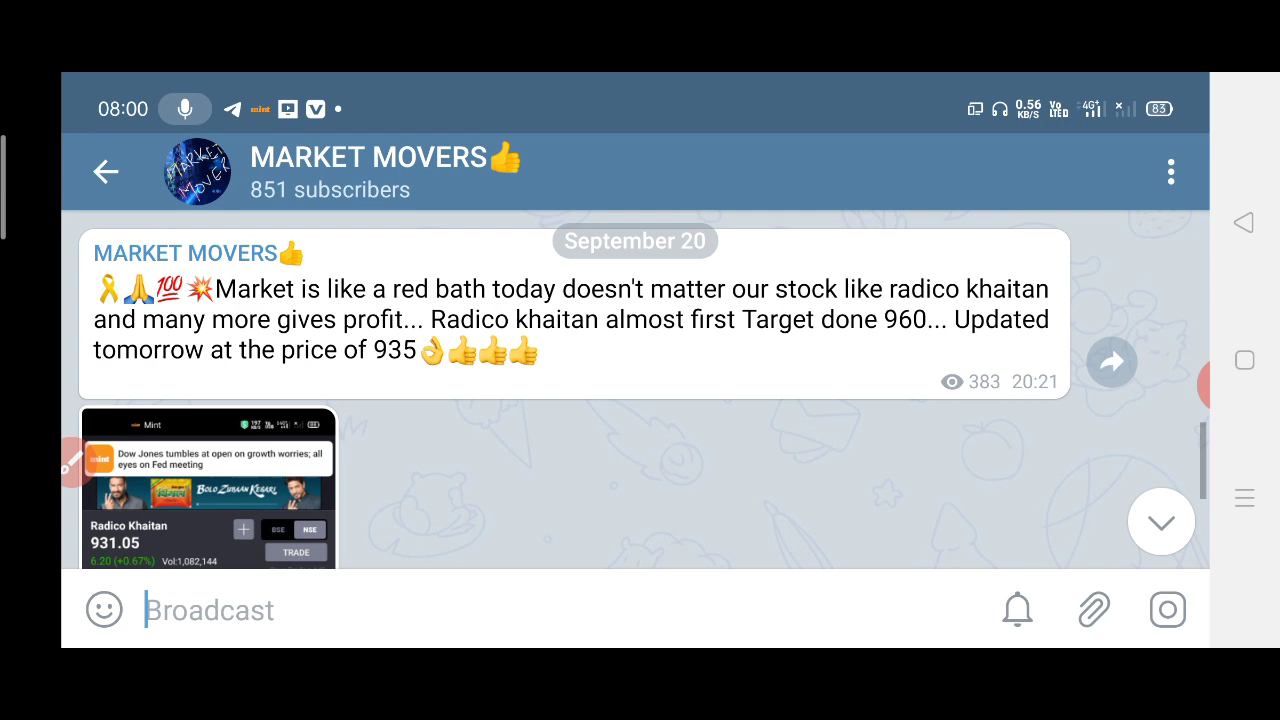 08:00 mint 0.56 KB/S Vo LTED 4G+ 83
MARKET MOVERS👍
851 subscribers
September 20
MARKET MOVERS👍
🎗️🙏💯💥Market is like a red bath today doesn't matter our stock like radico khaitan
and many more gives profit... Radico khaitan almost first Target done 960... Updated
tomorrow at the price of 935👌👍👍👍
383 20:21
Mint
mint Dow Jones tumbles at open on growth worries; all
eyes on Fed meeting
BOLO ZUBAAN KESARI
Radico Khaitan
BSE NSE
931.05
TRADE
6.20 (+0.67%) Vol:1,082,144
Broadcast